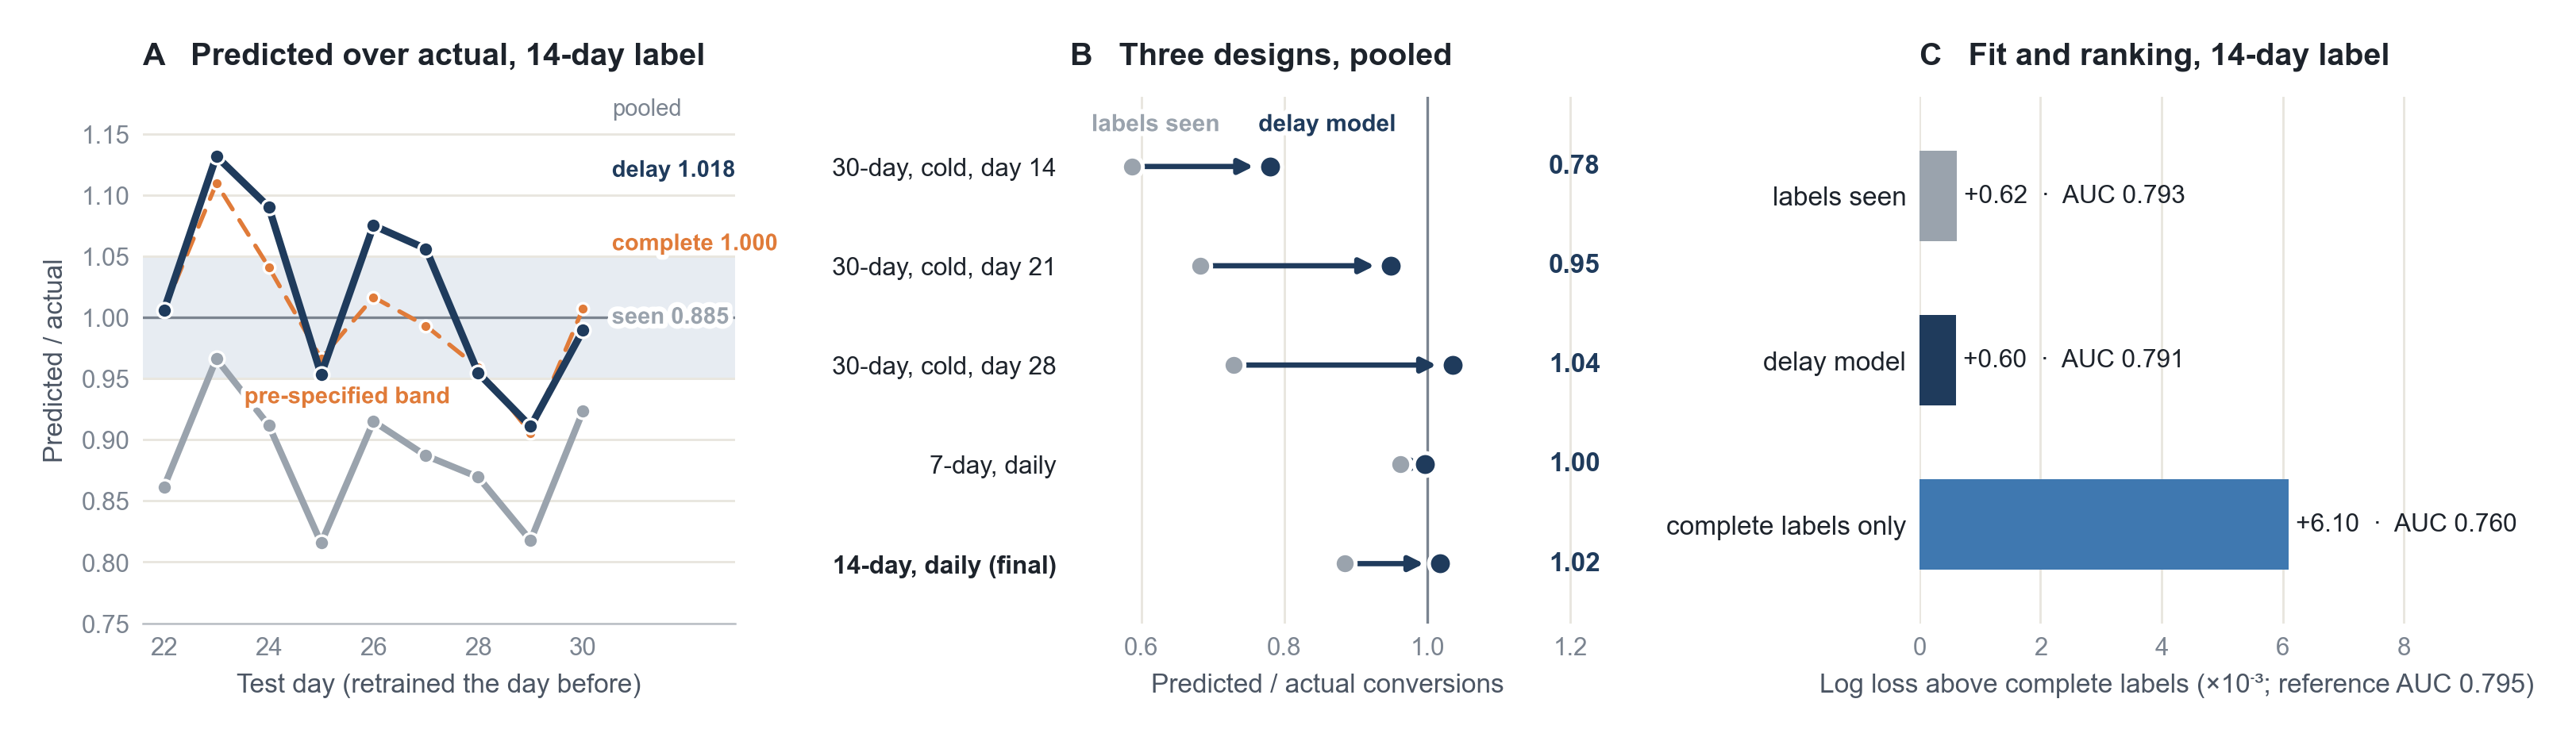 A Predicted over actual, 14-day label
pooled
1.15
delay 1.018
1.10
complete 1.000
1.05
1.00
seen 0.885
0.95
pre-specified band
0.90
0.85
0.80
0.75
22 24 26 28 30
Predicted / actual
Test day (retrained the day before)
B Three designs, pooled
labels seen delay model
30-day, cold, day 14 0.78
30-day, cold, day 21 0.95
30-day, cold, day 28 1.04
7-day, daily 1.00
14-day, daily (final) 1.02
0.6 0.8 1.0 1.2
Predicted / actual conversions
C Fit and ranking, 14-day label
labels seen +0.62 · AUC 0.793
delay model +0.60 · AUC 0.791
complete labels only +6.10 · AUC 0.760
0 2 4 6 8
Log loss above complete labels (×10⁻³; reference AUC 0.795)